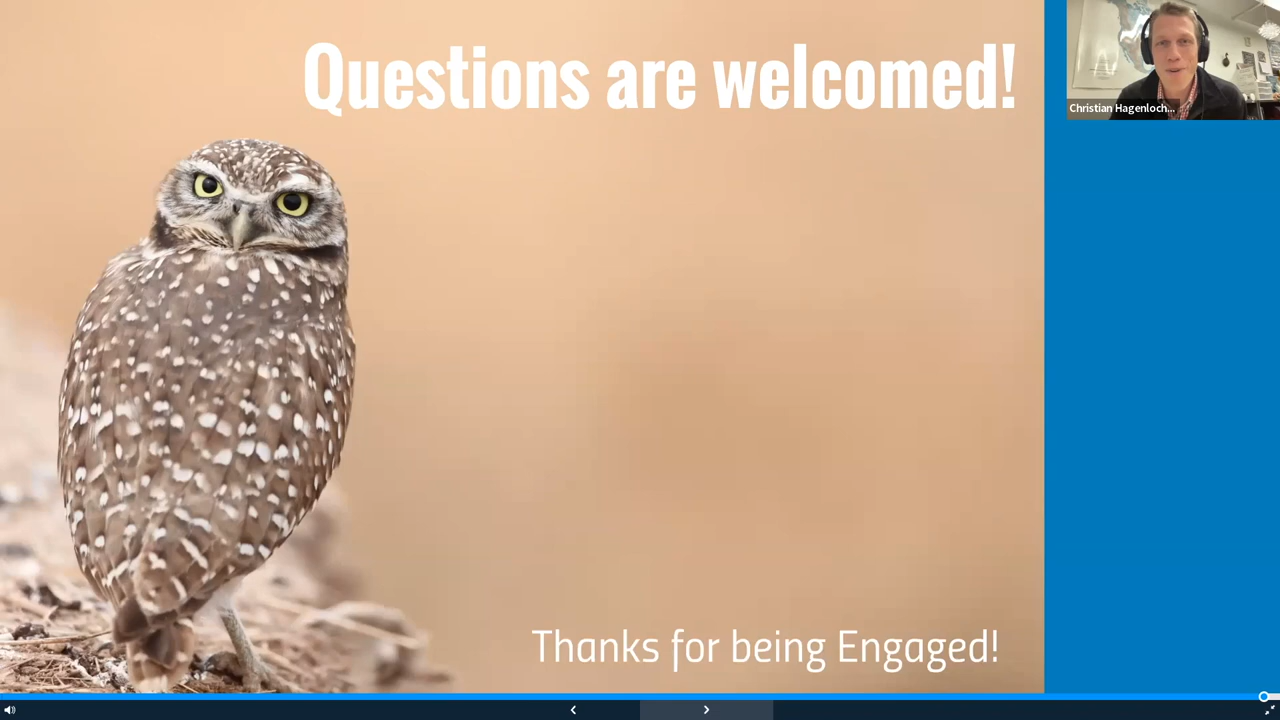 Questions are welcomed!
Christian Hagenloch...
Thanks for being Engaged!